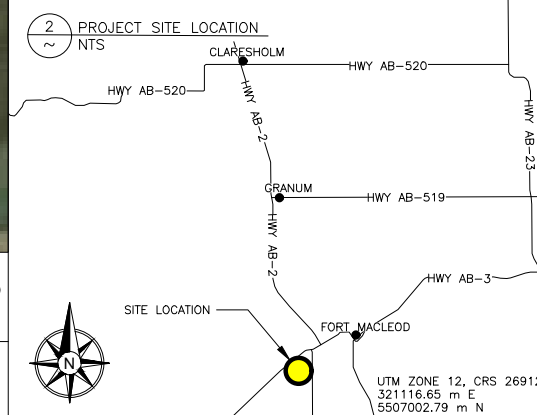 2
~
PROJECT SITE LOCATION
NTS
CLARESHOLM
HWY AB-520
HWY AB-520
HWY AB-2
HWY AB-23
GRANUM
HWY AB-519
HWY AB-2
HWY AB-3
SITE LOCATION
FORT MACLEOD
N
UTM ZONE 12, CRS 26912
321116.65 m E
5507002.79 m N